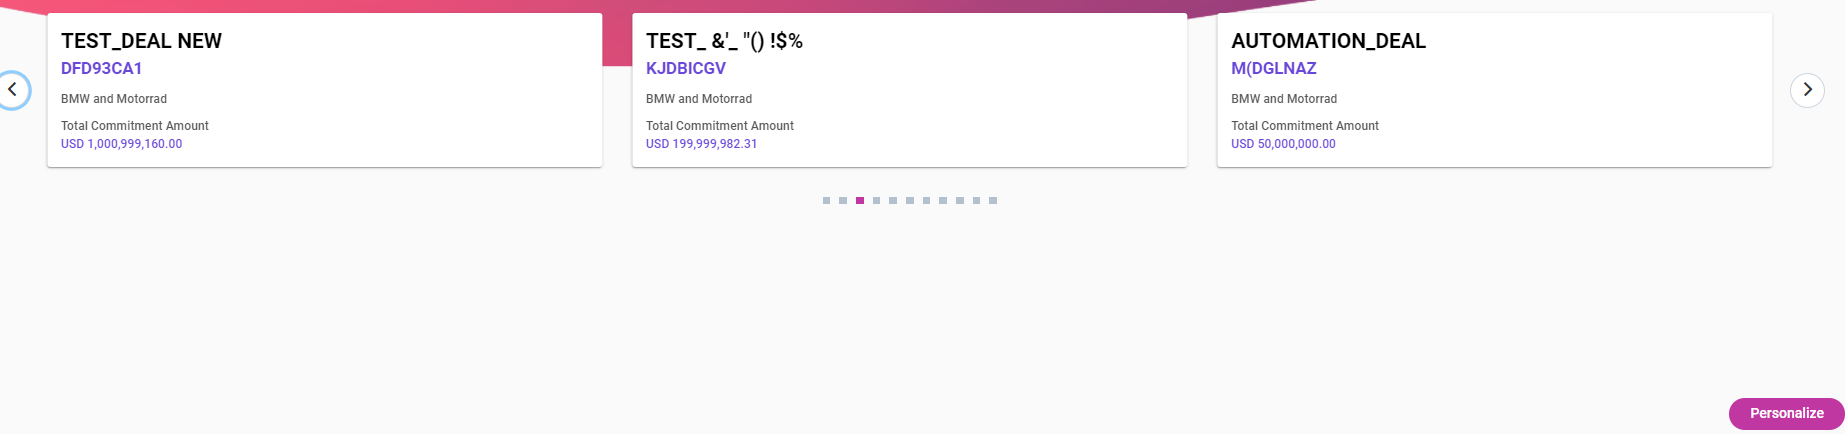 TEST_DEAL NEW
DFD93CA1
BMW and Motorrad
Total Commitment Amount
USD 1,000,999,160.00
TEST_ &'_ "() !$%
KJDBICGV
BMW and Motorrad
Total Commitment Amount
USD 199,999,982.31
AUTOMATION_DEAL
M(DGLNAZ
BMW and Motorrad
Total Commitment Amount
USD 50,000,000.00
Personalize